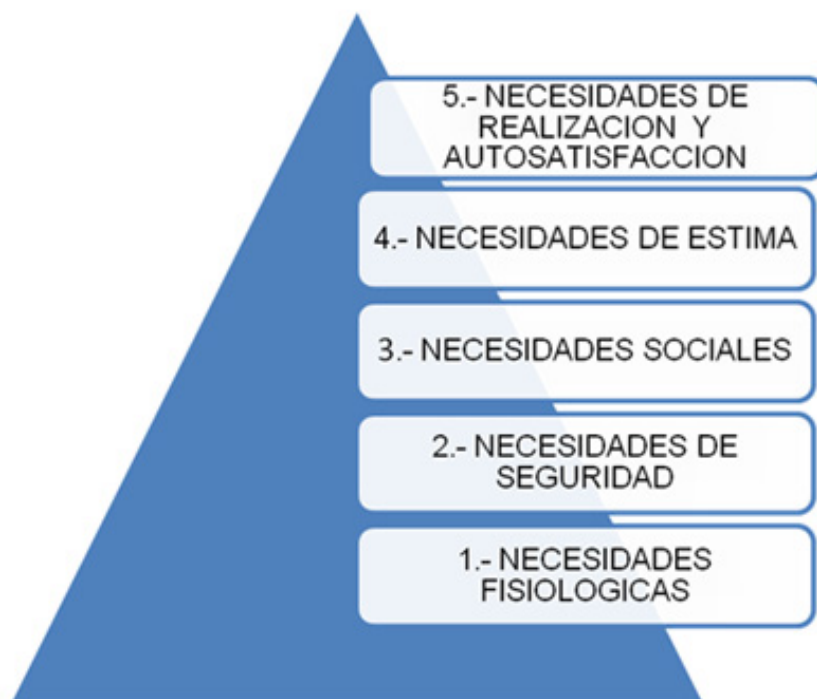 5.- NECESIDADES DE
REALIZACION Y
AUTOSATISFACCION
4.- NECESIDADES DE ESTIMA
3.- NECESIDADES SOCIALES
2.- NECESIDADES DE
SEGURIDAD
1.- NECESIDADES
FISIOLOGICAS